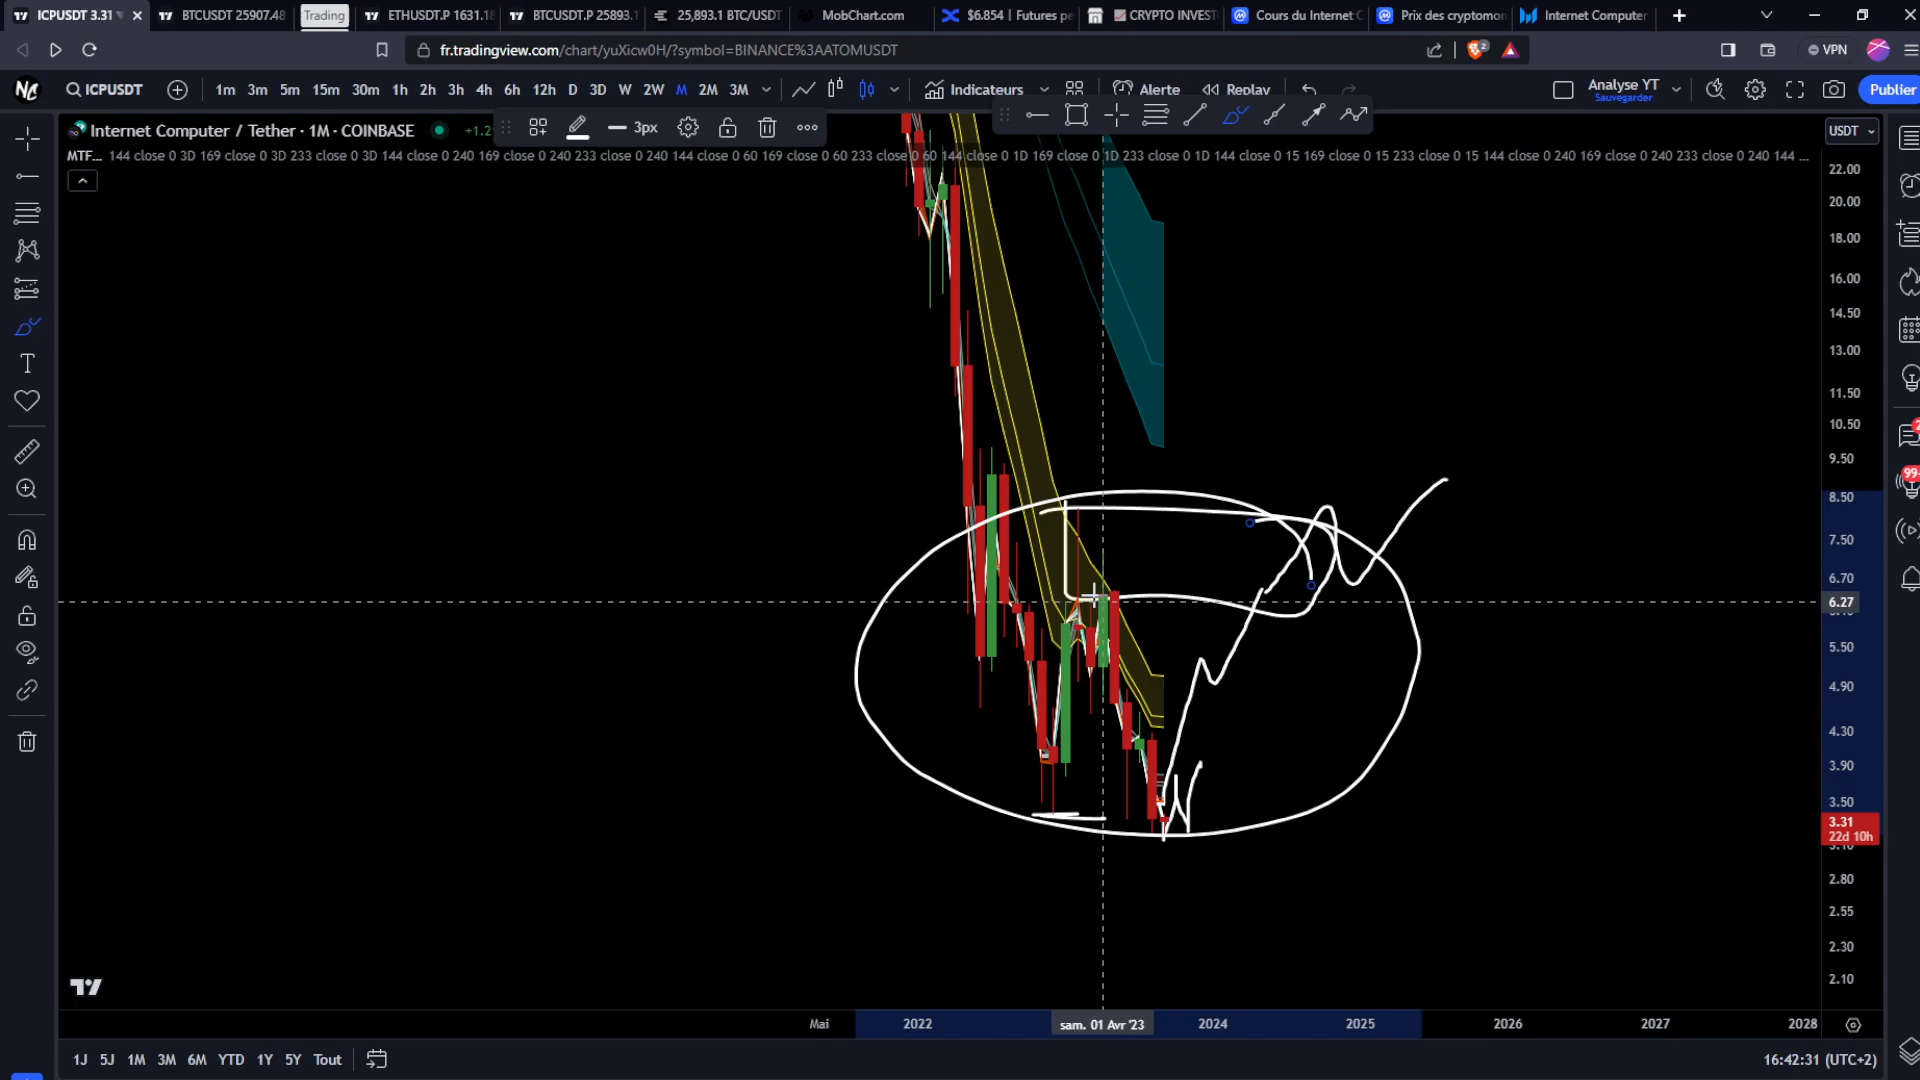 ICPUSDT 3.31
BTCUSDT 25907.48
Trading
ETHUSDT.P 1631.18
BTCUSDT.P 25893.1
25,893.1 BTC/USDT
MobChart.com
$6.854 | Futures pe
CRYPTO INVEST
Cours du Internet C
Prix des cryptomon
Internet Computer
fr.tradingview.com/chart/yuXicw0H/?symbol=BINANCE%3AATOMUSDT
2
VPN
ICPUSDT
1m 3m 5m 15m 30m 1h 2h 3h 4h 6h 12h D 3D W 2W M 2M 3M
Indicateurs
Alerte
Replay
Analyse YT
Sauvegarder
Publier
Internet Computer / Tether · 1M · COINBASE
+1.2
3px
USDT
MTF... 144 close 0 3D 169 close 0 3D 233 close 0 3D 144 close 0 240 169 close 0 240 233 close 0 240 144 close 0 60 169 close 0 60 233 close 0 60 144 close 0 1D 169 close 0 1D 233 close 0 1D 144 close 0 15 169 close 0 15 233 close 0 15 144 close 0 240 169 close 0 240 233 close 0 240 144 ...
22.00
20.00
18.00
16.00
14.50
13.00
11.50
10.50
9.50
8.50
7.50
6.70
6.27
5.50
4.90
4.30
3.90
3.50
3.31
22d 10h
3.10
2.80
2.55
2.30
2.10
99+
Mai 2022 sam. 01 Avr '23 2024 2025 2026 2027 2028
1J 5J 1M 3M 6M YTD 1Y 5Y Tout
16:42:31 (UTC+2)